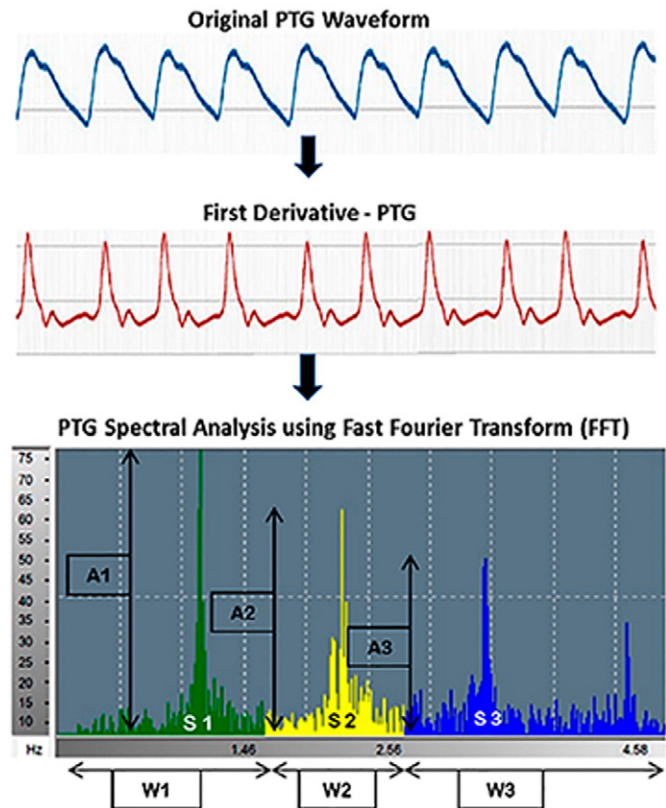 Original PTG Waveform
First Derivative - PTG
PTG Spectral Analysis using Fast Fourier Transform (FFT)
75
70
65
60
55
50
45
40
35
30
25
20
15
10
A1
A2
A3
S 1
S 2
S 3
Hz 1.46 2.56 4.58
W1 W2 W3